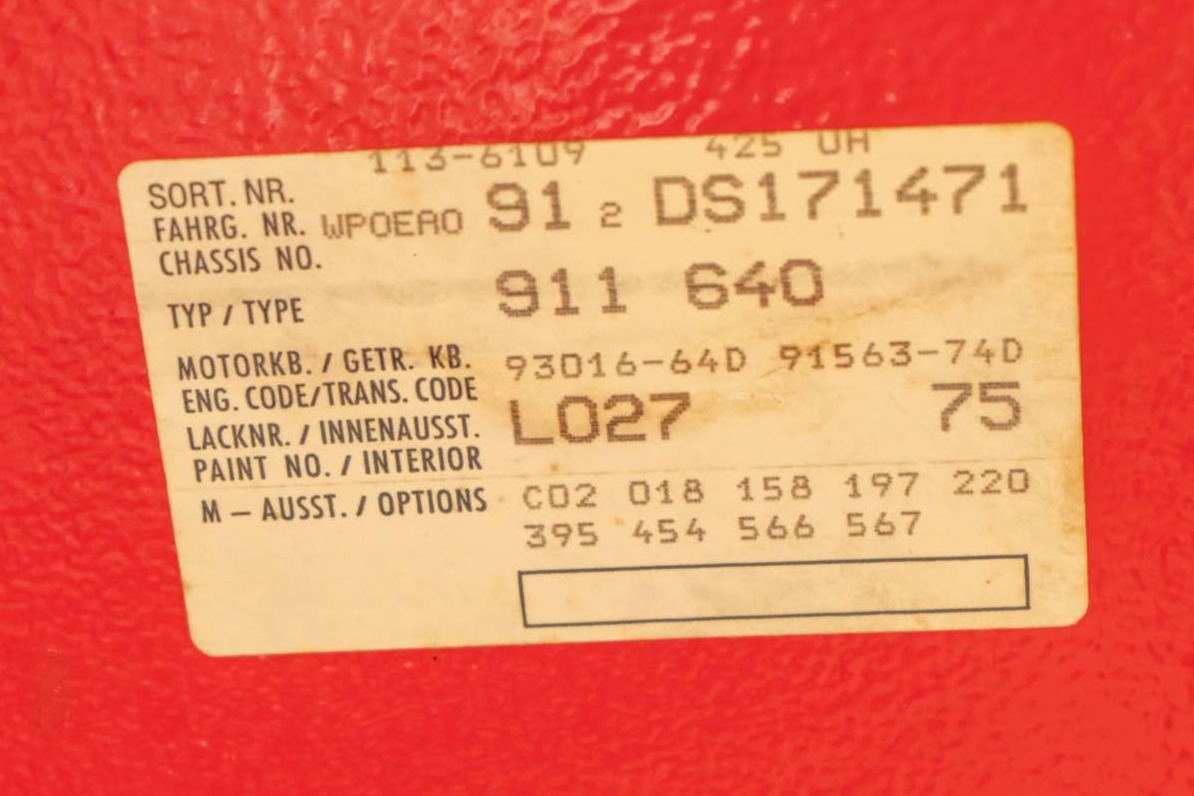 113-6109 425 UH
SORT. NR.
FAHRG. NR. WP0EA0 91 2 DS171471
CHASSIS NO.
TYP / TYPE 911 640
MOTORKB. / GETR. KB. 93016-64D 91563-74D
ENG. CODE/TRANS. CODE
LACKNR. / INNENAUSST. L027 75
PAINT NO. / INTERIOR
M – AUSST. / OPTIONS C02 018 158 197 220
395 454 566 567